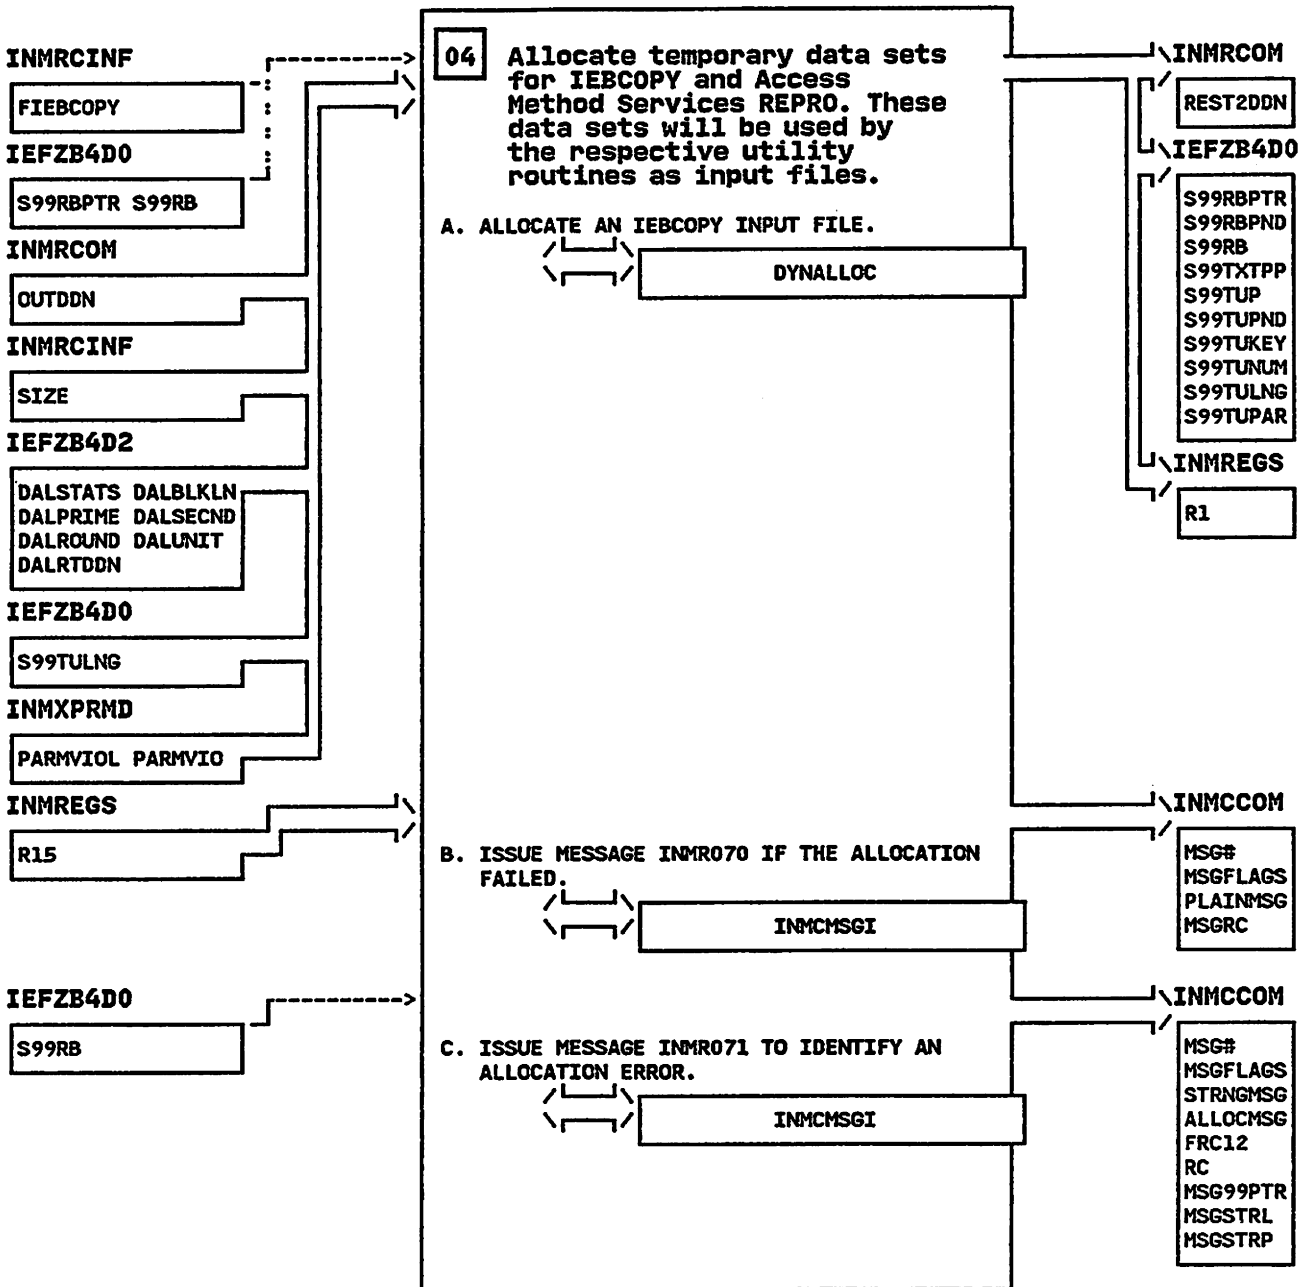 INMRCINF
FIEBCOPY
IEFZB4D0
S99RBPTR S99RB
INMRCOM
OUTDDN
INMRCINF
SIZE
IEFZB4D2
DALSTATS DALBLKLN
DALPRIME DALSECND
DALROUND DALUNIT
DALRTDDN
IEFZB4D0
S99TULNG
INMXPRMD
PARMVIOL PARMVIO
INMREGS
R15
IEFZB4D0
S99RB
04
Allocate temporary data sets
for IEBCOPY and Access
Method Services REPRO. These
data sets will be used by
the respective utility
routines as input files.
A. ALLOCATE AN IEBCOPY INPUT FILE.
DYNALLOC
B. ISSUE MESSAGE INMR070 IF THE ALLOCATION
FAILED.
INMCMSGI
C. ISSUE MESSAGE INMR071 TO IDENTIFY AN
ALLOCATION ERROR.
INMCMSGI
INMRCOM
REST2DDN
IEFZB4D0
S99RBPTR
S99RBPND
S99RB
S99TXTPP
S99TUP
S99TUPND
S99TUKEY
S99TUNUM
S99TULNG
S99TUPAR
INMREGS
R1
INMCCOM
MSG#
MSGFLAGS
PLAINMSG
MSGRC
INMCCOM
MSG#
MSGFLAGS
STRNGMSG
ALLOCMSG
FRC12
RC
MSG99PTR
MSGSTRL
MSGSTRP